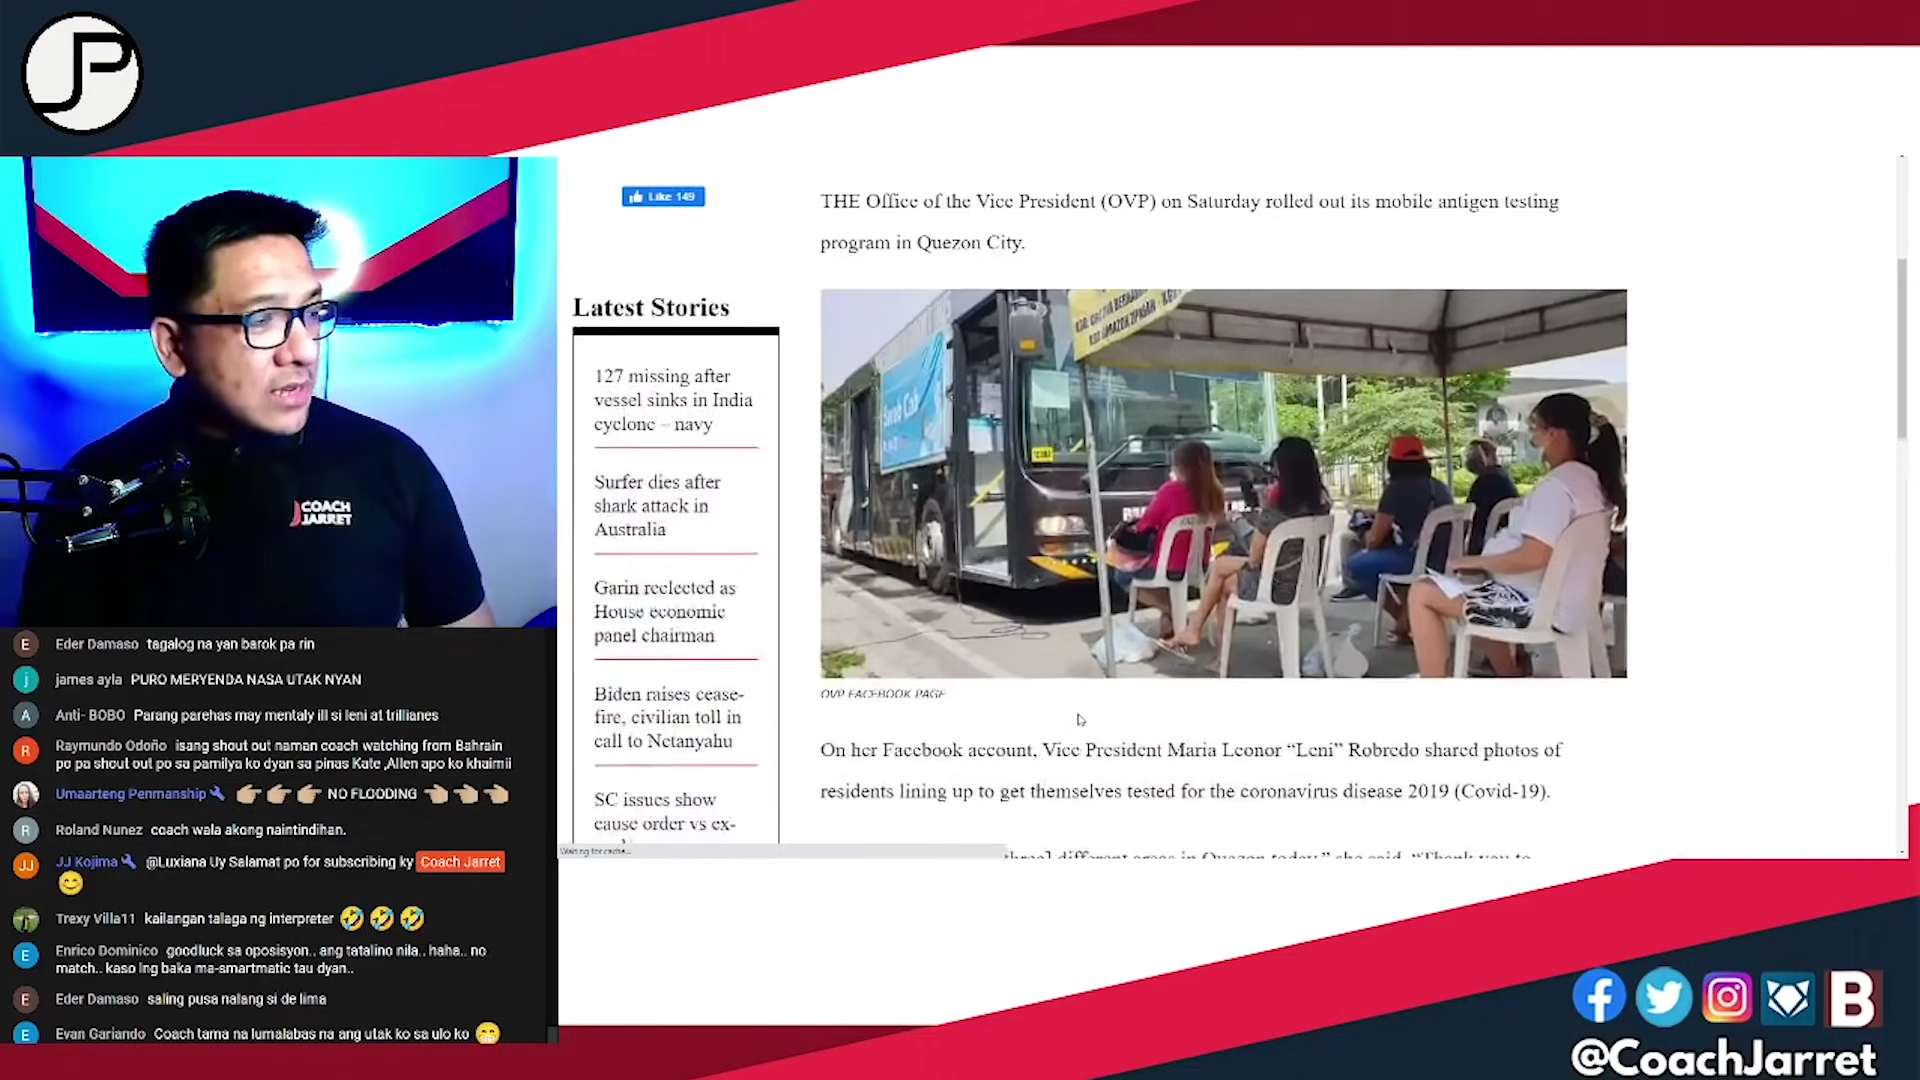 JP
Like 149
THE Office of the Vice President (OVP) on Saturday rolled out its mobile antigen testing
program in Quezon City.
Latest Stories
127 missing after
vessel sinks in India
cyclone – navy
Surfer dies after
shark attack in
Australia
Garin reelected as
House economic
panel chairman
Biden raises cease-
fire, civilian toll in
call to Netanyahu
SC issues show
cause order vs ex-
Swab Cab
OVP FACEBOOK PAGE
On her Facebook account, Vice President Maria Leonor “Leni” Robredo shared photos of
residents lining up to get themselves tested for the coronavirus disease 2019 (Covid-19).
three] different areas in Quezon today,” she said. “Thank you to
Waiting for cache...
COACH
JARRET
E Eder Damaso tagalog na yan barok pa rin
j james ayla PURO MERYENDA NASA UTAK NYAN
A Anti- BOBO Parang parehas may mentaly ill si leni at trillianes
R Raymundo Odoño isang shout out naman coach watching from Bahrain
po pa shout out po sa pamilya ko dyan sa pinas Kate ,Allen apo ko khaimii
Umaarteng Penmanship 👉🏼 👉🏼 👉🏼 NO FLOODING 👈🏼 👈🏼 👈🏼
R Roland Nunez coach wala akong naintindihan.
JJ JJ Kojima @Luxiana Uy Salamat po for subscribing ky Coach Jarret
😊
Trexy Villa11 kailangan talaga ng interpreter 🤣 🤣 🤣
E Enrico Dominico goodluck sa oposisyon.. ang tatalino nila.. haha.. no
match.. kaso lng baka ma-smartmatic tau dyan..
E Eder Damaso saling pusa nalang si de lima
E Evan Gariando Coach tama na lumalabas na ang utak ko sa ulo ko 😁
B
@CoachJarret